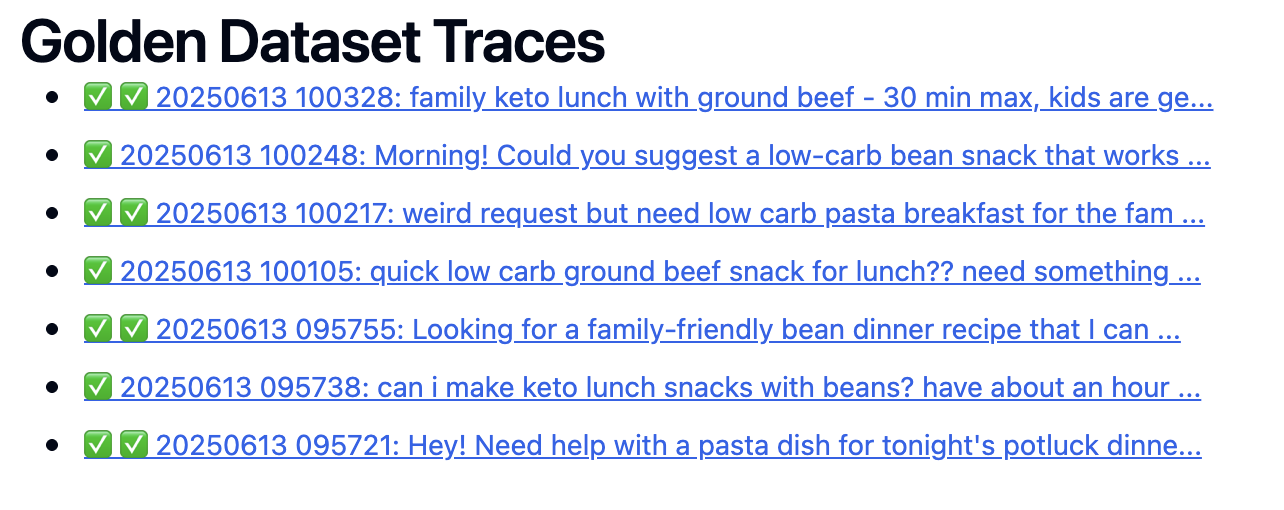 Golden Dataset Traces
• ✅ ✅ 20250613 100328: family keto lunch with ground beef - 30 min max, kids are ge...
• ✅ 20250613 100248: Morning! Could you suggest a low-carb bean snack that works ...
• ✅ ✅ 20250613 100217: weird request but need low carb pasta breakfast for the fam ...
• ✅ 20250613 100105: quick low carb ground beef snack for lunch?? need something ...
• ✅ ✅ 20250613 095755: Looking for a family-friendly bean dinner recipe that I can ...
• ✅ 20250613 095738: can i make keto lunch snacks with beans? have about an hour ...
• ✅ ✅ 20250613 095721: Hey! Need help with a pasta dish for tonight's potluck dinne...